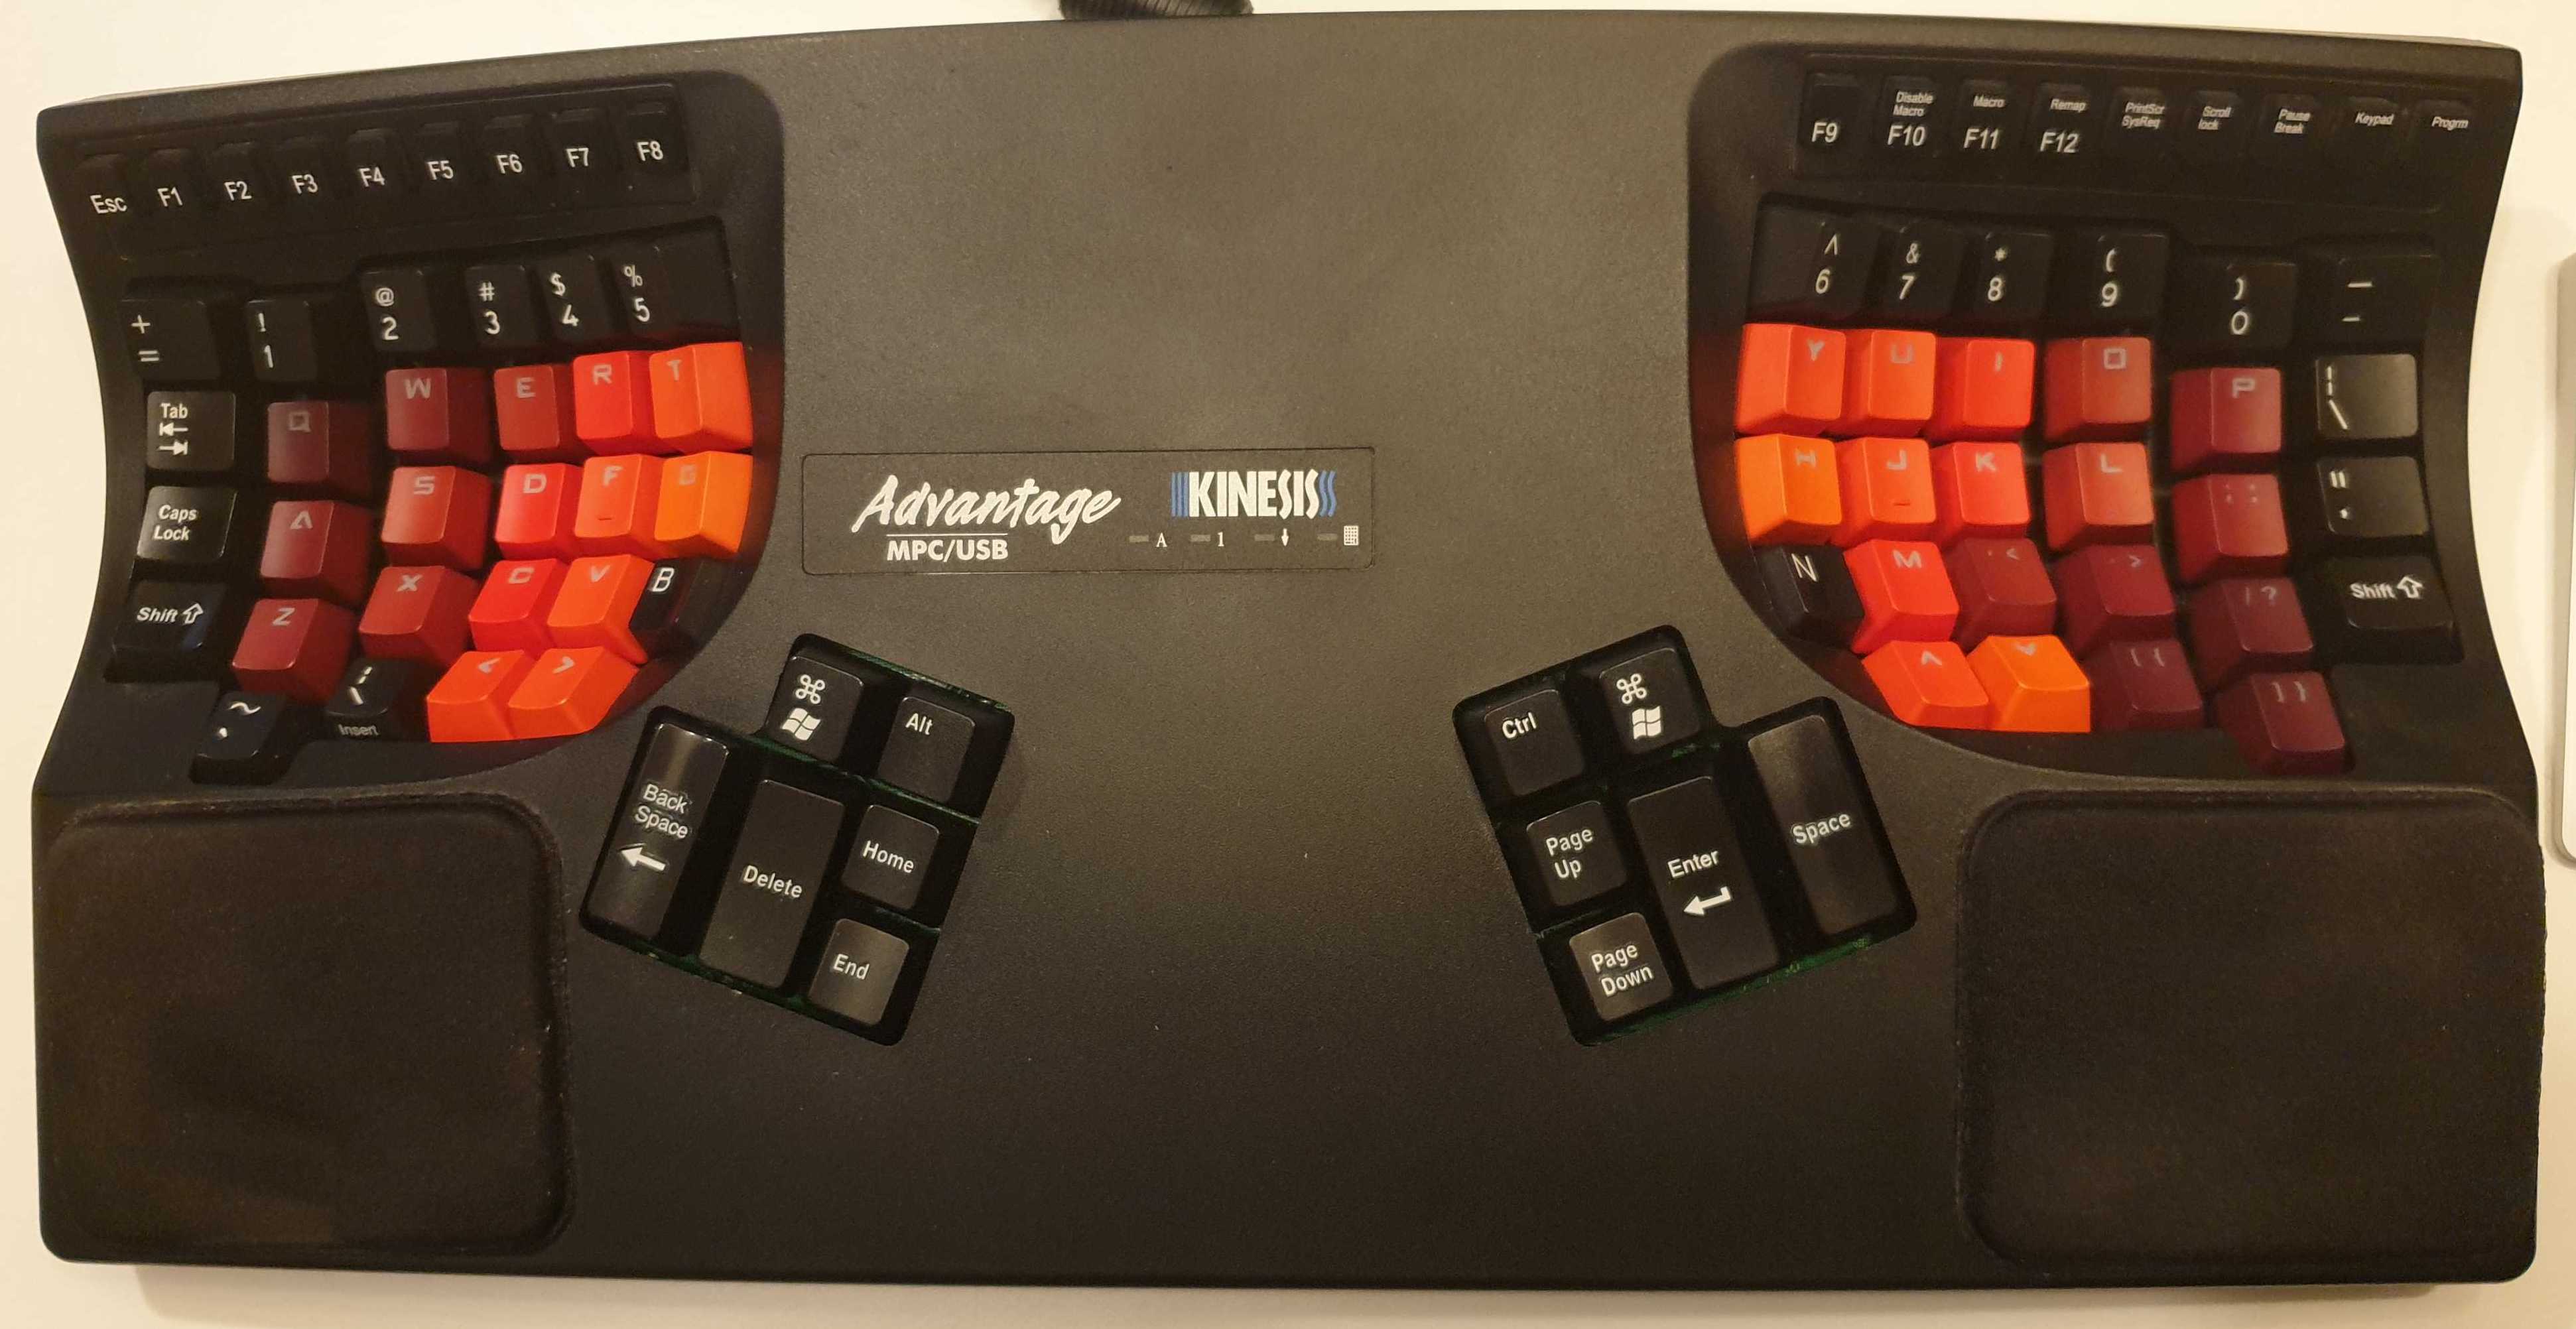 Esc F1 F2 F3 F4 F5 F6 F7 F8
F9 Disable Macro F10 Macro F11 Remap F12 PrintScr SysReq Scroll lock Pause Break Keypad Progrm
+ = ! 1 @ 2 # 3 $ 4 % 5
^ 6 & 7 * 8 ( 9 ) 0 — -
Tab Q W E R T
Y U I O P | \
Caps Lock A S D F G
H J K L : ; " '
Shift Z X C V B
N M , < . > / ? Shift
~ ` | \ Insert < >
^ v [ { ] }
Advantage
MPC/USB
KINESIS
A 1
⌘ Alt
Back Space Delete Home
End
Ctrl ⌘
Page Up Enter Space
Page Down